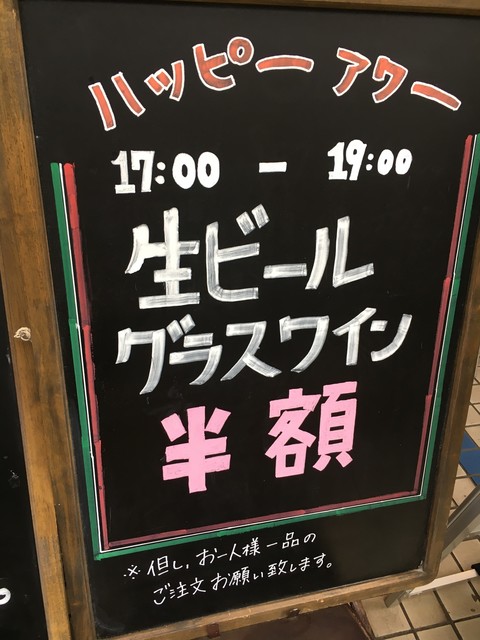 ハッピーアワー
17:00 - 19:00
生ビール
グラスワイン
半額
※但し、お一人様一品の
ご注文お願い致します。